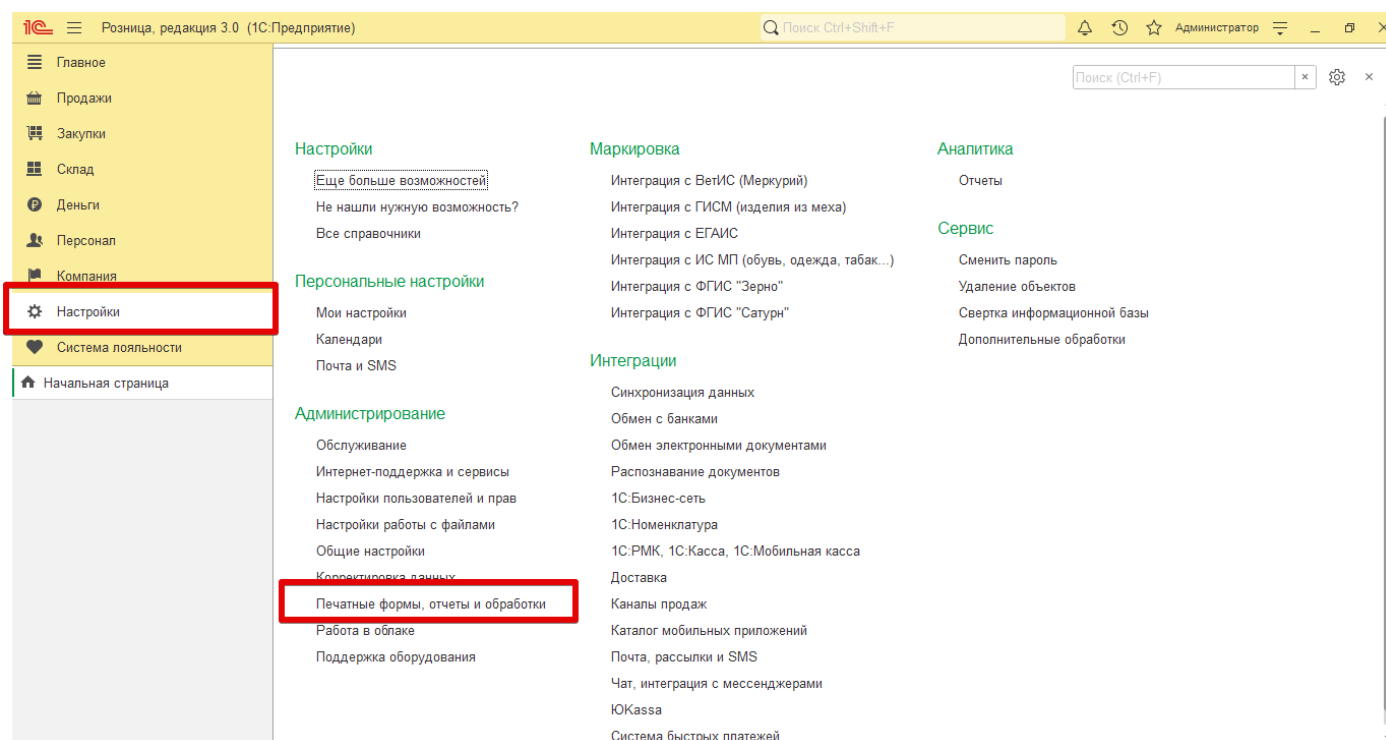 1С Розница, редакция 3.0 (1С:Предприятие) Поиск Ctrl+Shift+F Администратор
Главное
Продажи
Закупки
Склад
Деньги
Персонал
Компания
Настройки
Система лояльности
Начальная страница
Поиск (Ctrl+F)
Настройки
Еще больше возможностей
Не нашли нужную возможность?
Все справочники
Персональные настройки
Мои настройки
Календари
Почта и SMS
Администрирование
Обслуживание
Интернет-поддержка и сервисы
Настройки пользователей и прав
Настройки работы с файлами
Общие настройки
Корректировка данных
Печатные формы, отчеты и обработки
Работа в облаке
Поддержка оборудования
Маркировка
Интеграция с ВетИС (Меркурий)
Интеграция с ГИСМ (изделия из меха)
Интеграция с ЕГАИС
Интеграция с ИС МП (обувь, одежда, табак...)
Интеграция с ФГИС "Зерно"
Интеграция с ФГИС "Сатурн"
Интеграции
Синхронизация данных
Обмен с банками
Обмен электронными документами
Распознавание документов
1С:Бизнес-сеть
1С:Номенклатура
1С:РМК, 1С:Касса, 1С:Мобильная касса
Доставка
Каналы продаж
Каталог мобильных приложений
Почта, рассылки и SMS
Чат, интеграция с мессенджерами
ЮKassa
Система быстрых платежей
Аналитика
Отчеты
Сервис
Сменить пароль
Удаление объектов
Свертка информационной базы
Дополнительные обработки